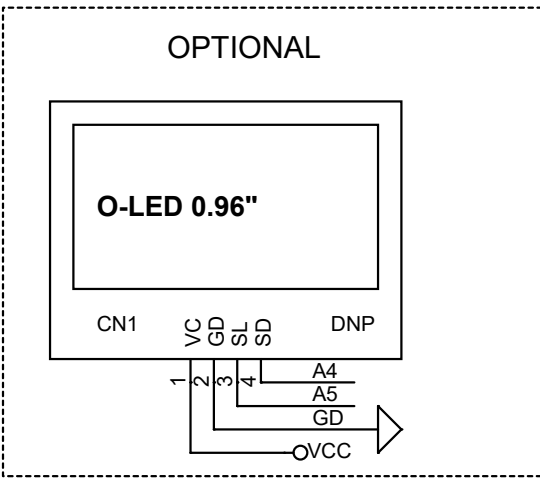 OPTIONAL
O-LED 0.96"
CN1 VC GD SL SD DNP
1 2 3 4
A4
A5
GD
VCC